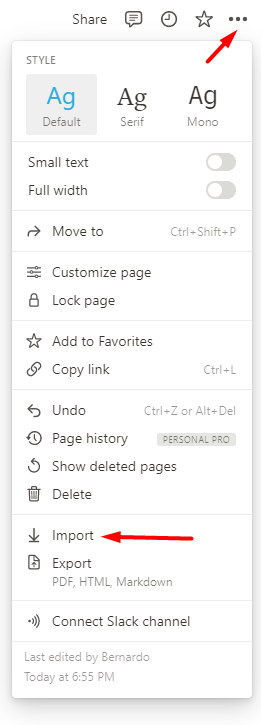 Share
STYLE
Ag Ag Ag
Default Serif Mono
Small text
Full width
Move to Ctrl+Shift+P
Customize page
Lock page
Add to Favorites
Copy link Ctrl+L
Undo Ctrl+Z or Alt+Del
Page history PERSONAL PRO
Show deleted pages
Delete
Import
Export
PDF, HTML, Markdown
Connect Slack channel
Last edited by Bernardo
Today at 6:55 PM